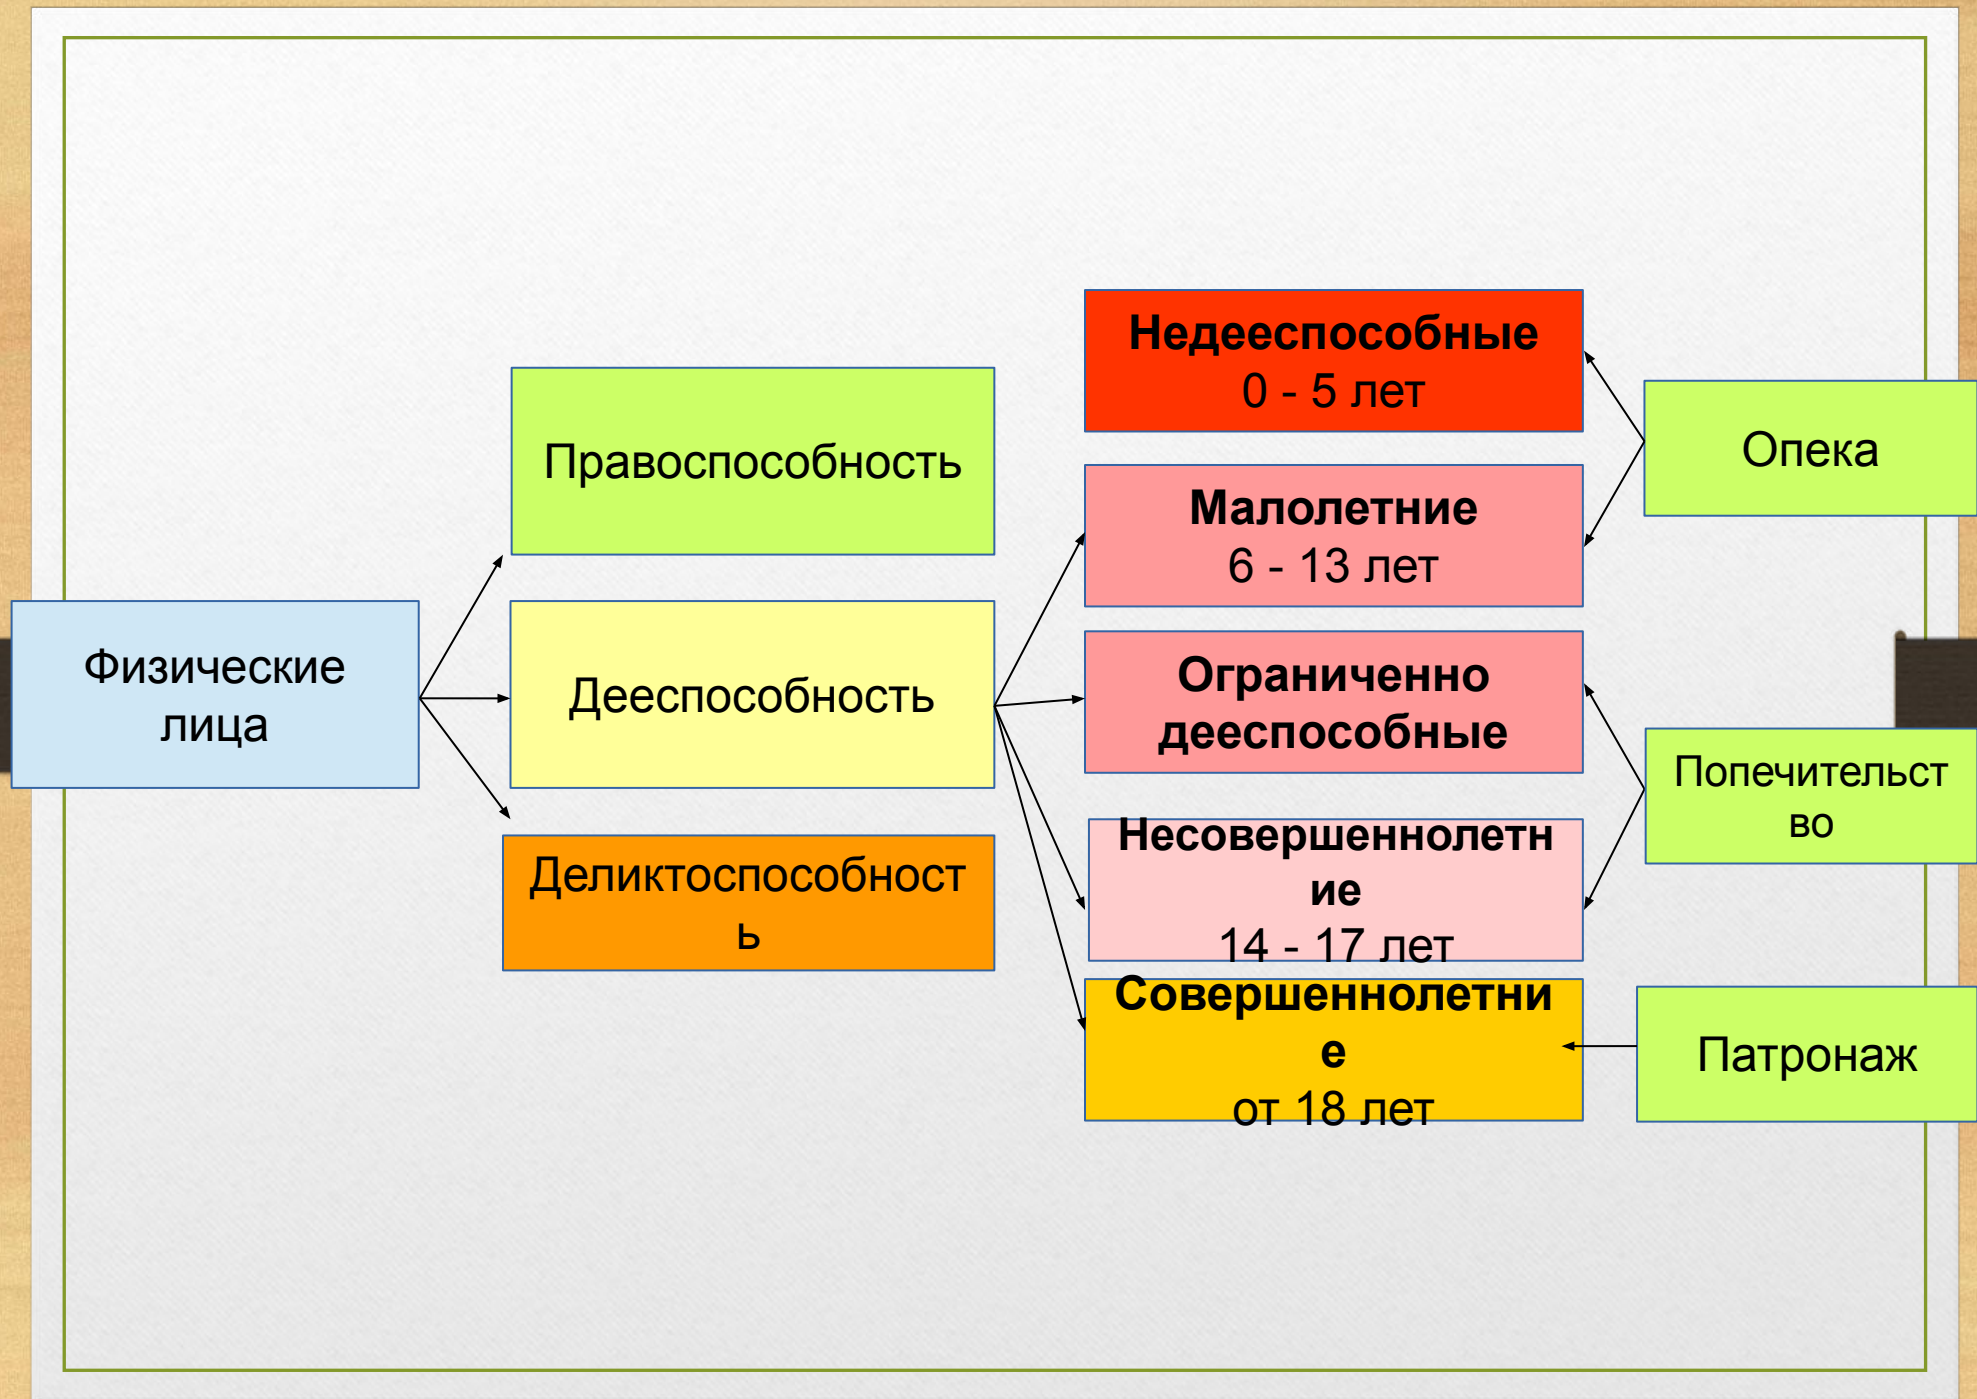 Физические
лица
Правоспособность
Дееспособность
Деликтоспособност
ь
Недееспособные
0 - 5 лет
Малолетние
6 - 13 лет
Ограниченно
дееспособные
Несовершеннолетн
ие
14 - 17 лет
Совершеннолетни
е
от 18 лет
Опека
Попечительст
во
Патронаж